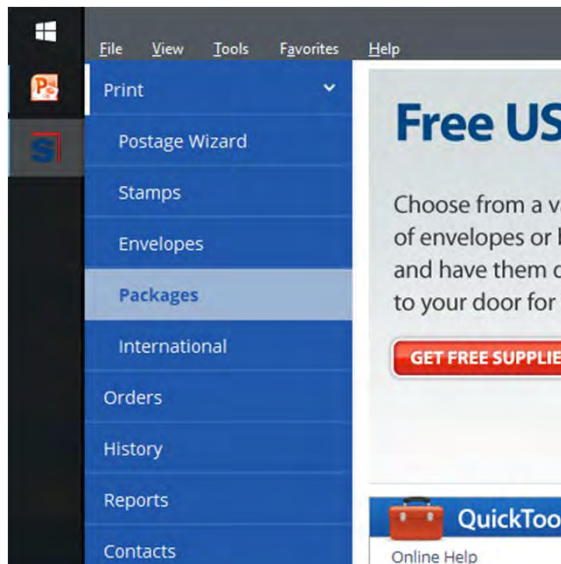 File View Tools Favorites Help
Print
Postage Wizard
Stamps
Envelopes
Packages
International
Orders
History
Reports
Contacts
Free US
Choose from a va
of envelopes or b
and have them d
to your door for
GET FREE SUPPLIE
QuickToo
Online Help